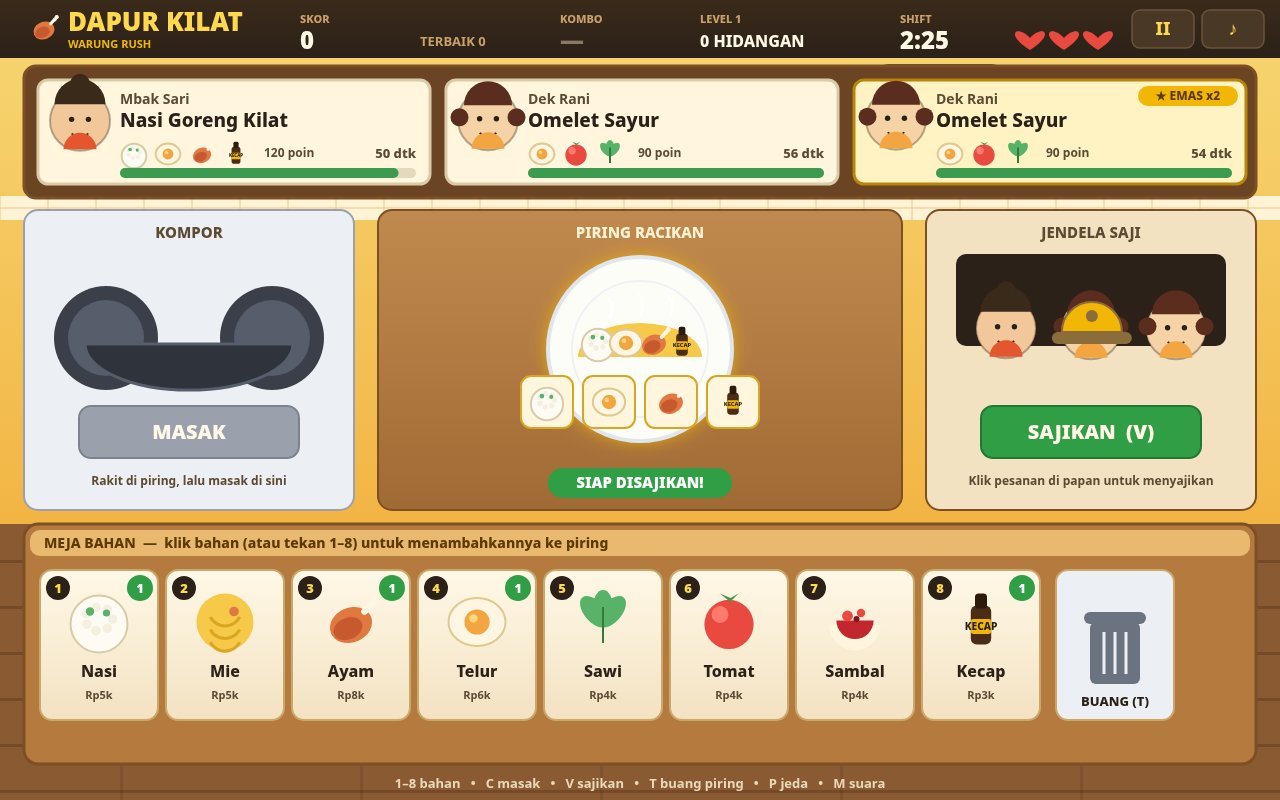 DAPUR KILAT
WARUNG RUSH
SKOR
0
TERBAIK 0
KOMBO
—
LEVEL 1
0 HIDANGAN
SHIFT
2:25
II
♪
Mbak Sari
Nasi Goreng Kilat
KECAP
120 poin
50 dtk
Dek Rani
Omelet Sayur
90 poin
56 dtk
Dek Rani
★ EMAS x2
Omelet Sayur
90 poin
54 dtk
KOMPOR
MASAK
Rakit di piring, lalu masak di sini
PIRING RACIKAN
KECAP
KECAP
SIAP DISAJIKAN!
JENDELA SAJI
SAJIKAN (V)
Klik pesanan di papan untuk menyajikan
MEJA BAHAN — klik bahan (atau tekan 1–8) untuk menambahkannya ke piring
1
1
Nasi
Rp5k
2
Mie
Rp5k
3
1
Ayam
Rp8k
4
1
Telur
Rp6k
5
Sawi
Rp4k
6
Tomat
Rp4k
7
Sambal
Rp4k
8
1
KECAP
Kecap
Rp3k
BUANG (T)
1–8 bahan • C masak • V sajikan • T buang piring • P jeda • M suara